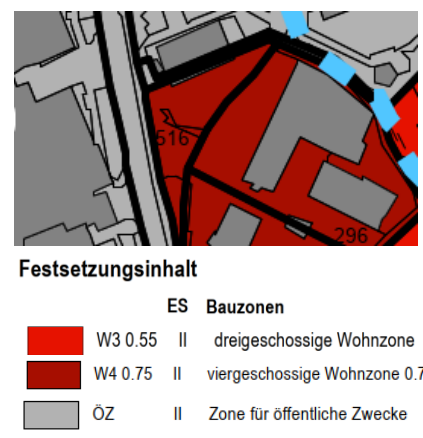 516
296
Festsetzungsinhalt
ES Bauzonen
W3 0.55 II dreigeschossige Wohnzone
W4 0.75 II viergeschossige Wohnzone 0.7
ÖZ II Zone für öffentliche Zwecke